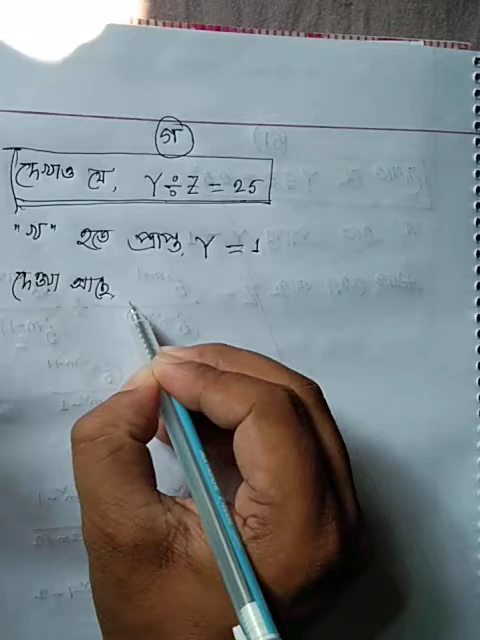 গ
দেখাও যে, Y÷Z = 25
"খ" হতে প্রাপ্ত, Y = 1
দেওয়া আছে